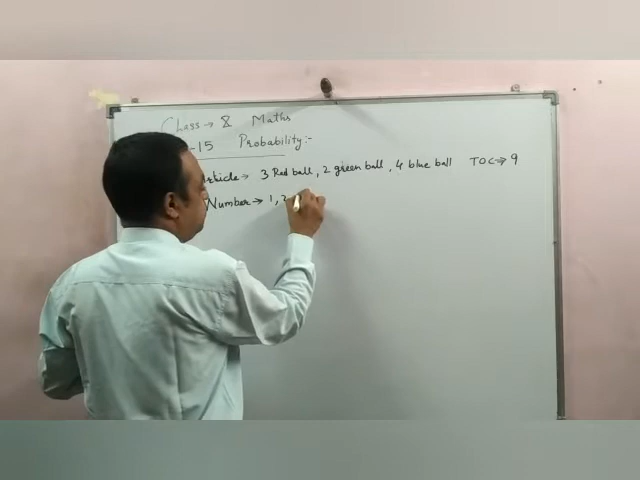 Class → 8 Maths
-15 Probability:-
Article → 3 Red ball, 2 green ball, 4 blue ball TOC → 9
Number → 1, 2